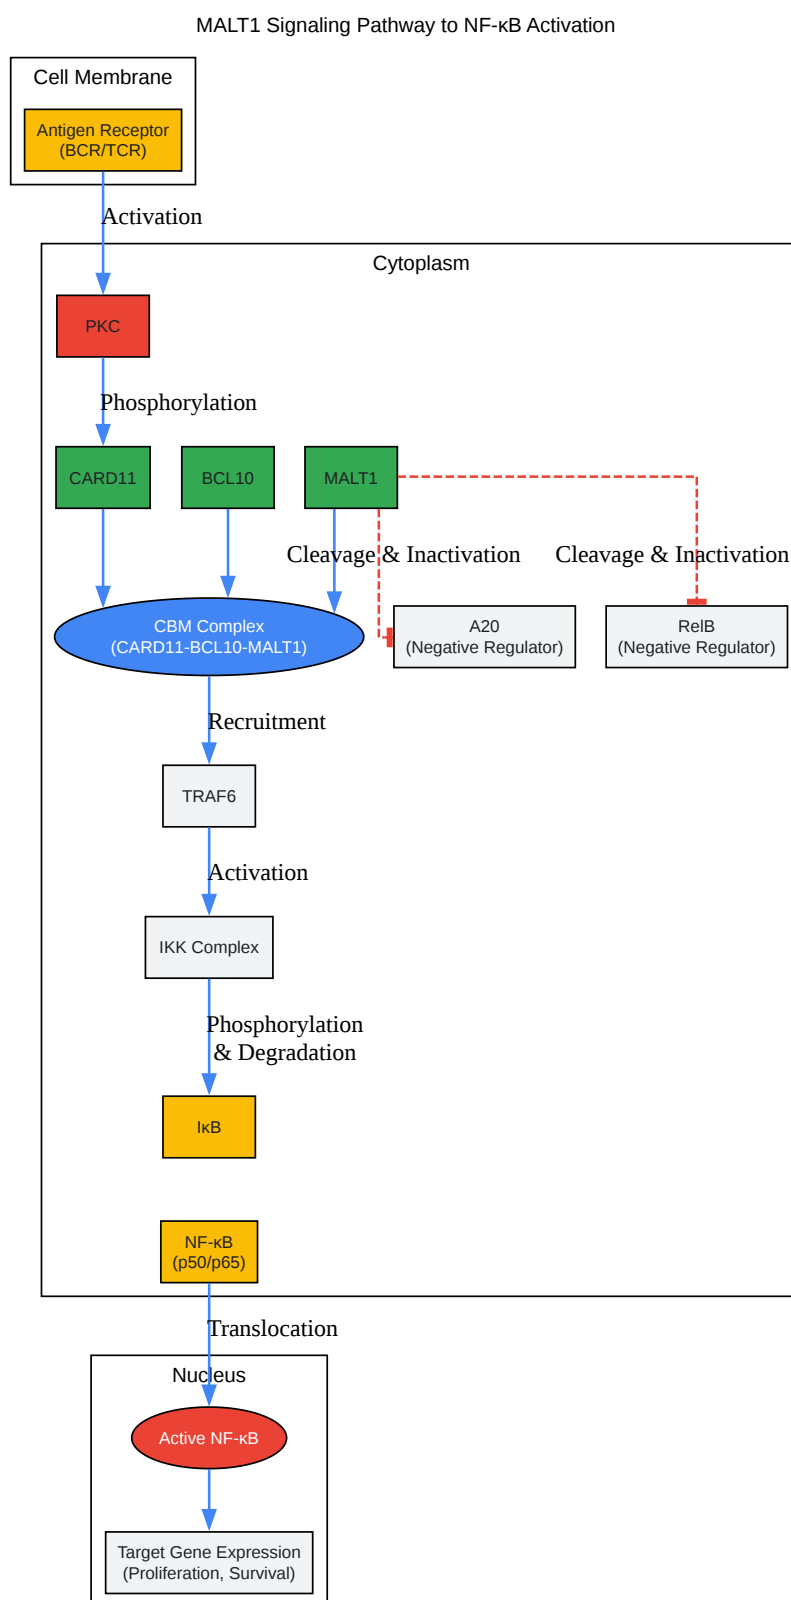 MALT1 Signaling Pathway to NF-κB Activation
Cell Membrane
Antigen Receptor
(BCR/TCR)
Activation
Cytoplasm
PKC
Phosphorylation
CARD11
BCL10
MALT1
Cleavage & Inactivation
Cleavage & Inactivation
CBM Complex
(CARD11-BCL10-MALT1)
A20
(Negative Regulator)
RelB
(Negative Regulator)
Recruitment
TRAF6
Activation
IKK Complex
Phosphorylation
& Degradation
IκB
NF-κB
(p50/p65)
Translocation
Nucleus
Active NF-κB
Target Gene Expression
(Proliferation, Survival)